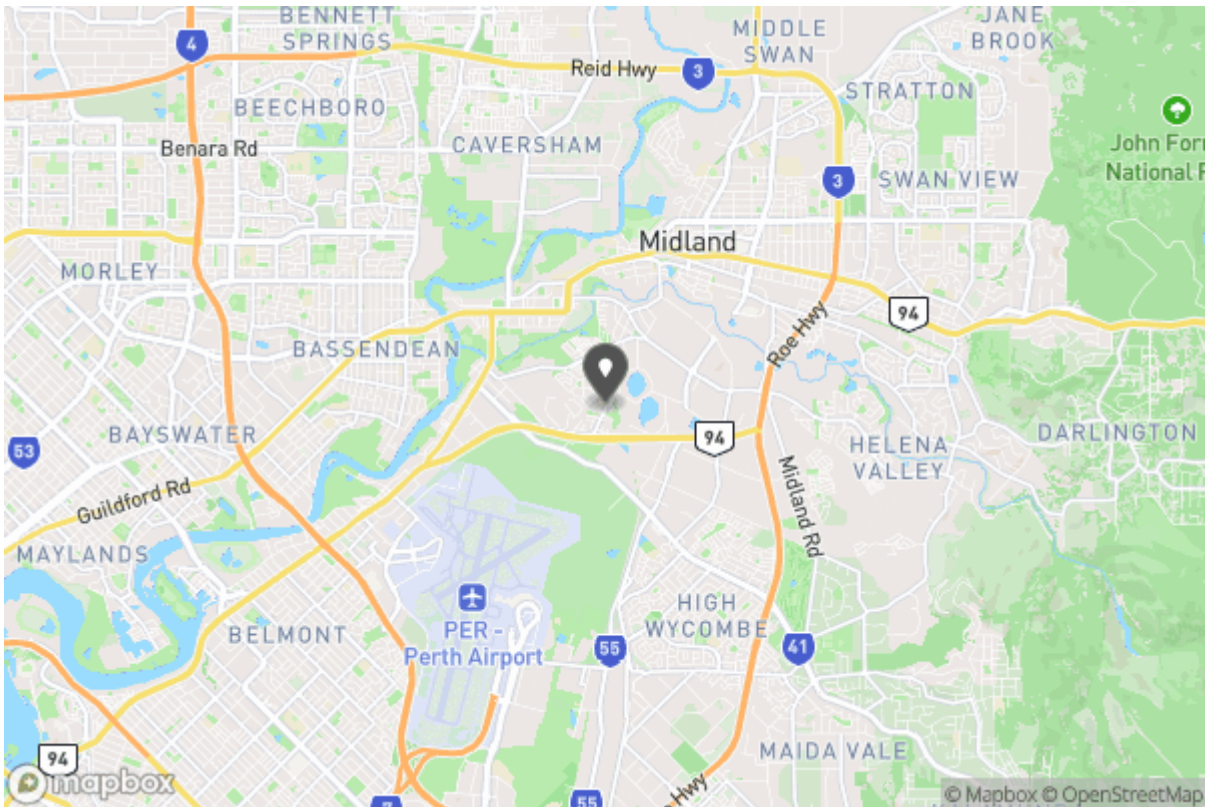 BENNETT
SPRINGS
MIDDLE
SWAN
JANE
BROOK
4
Reid Hwy
3
STRATTON
BEECHBORO
CAVERSHAM
Benara Rd
John Forr
National P
3
SWAN VIEW
Midland
MORLEY
94
Roe Hwy
BASSENDEAN
BAYSWATER
53
94
HELENA
VALLEY
DARLINGTON
Guildford Rd
Midland Rd
MAYLANDS
HIGH
WYCOMBE
BELMONT
PER -
Perth Airport
55
41
94
MAIDA VALE
Hwy
55
mapbox
© Mapbox © OpenStreetMap